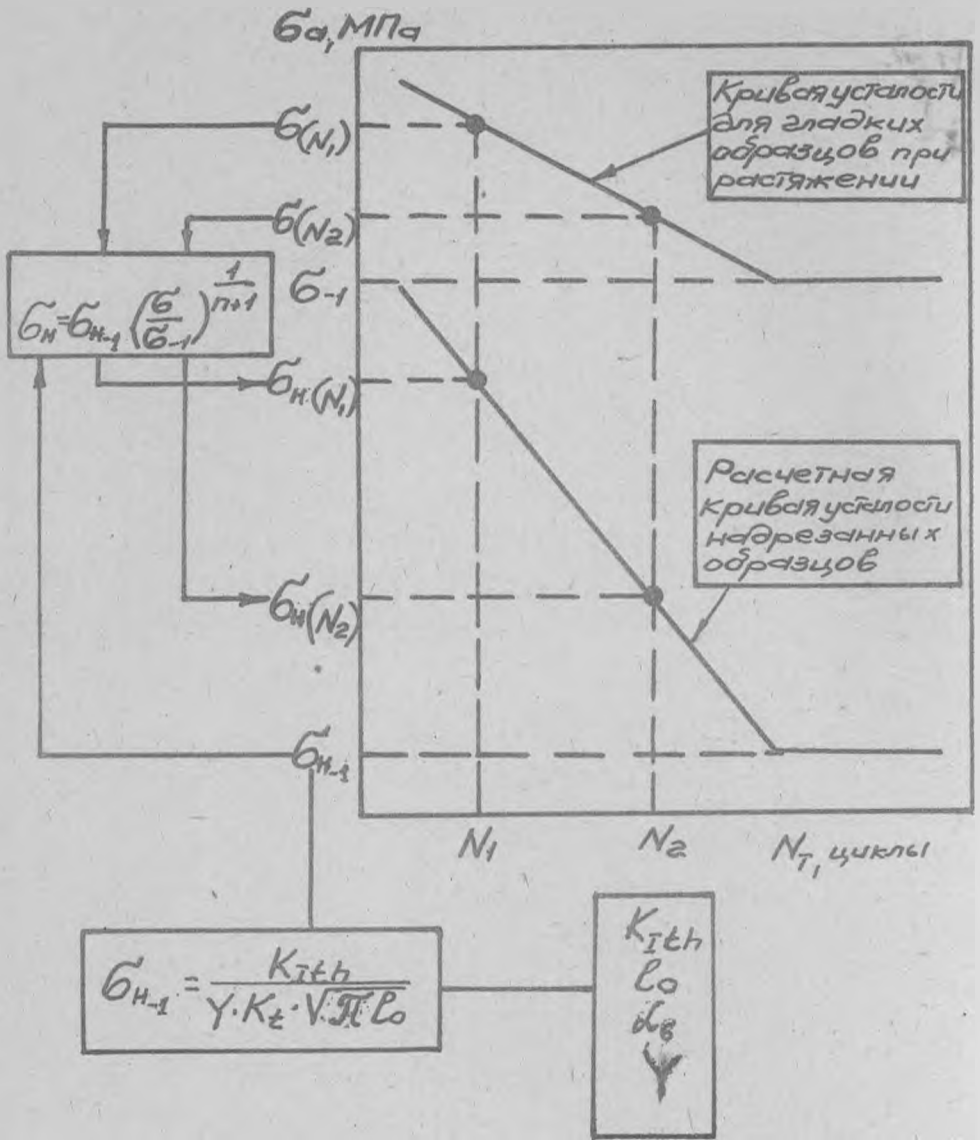 σa, МПа
Кривая усталости
для гладких
образцов при
растяжении
σ(N1)
σ(N2)
σн = σн-1 (σ/σ-1)^1/n+1
σ-1
σн(N1)
Расчетная
кривая усталости
надрезанных
образцов
σн(N2)
σн-1
N1 N2 NT, циклы
σн-1 = KIth / Y·Kt·√πl0
KIth
l0
αв
Y